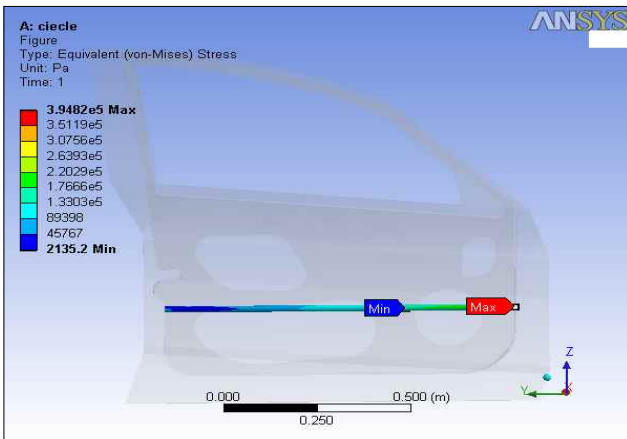 A: ciecle
Figure
Type: Equivalent (von-Mises) Stress
Unit: Pa
Time: 1
ANSYS
3.9482e5 Max
3.5119e5
3.0756e5
2.6393e5
2.2029e5
1.7666e5
1.3303e5
89398
45767
2135.2 Min
Min
Max
Z
Y
X
0.000
0.500 (m)
0.250